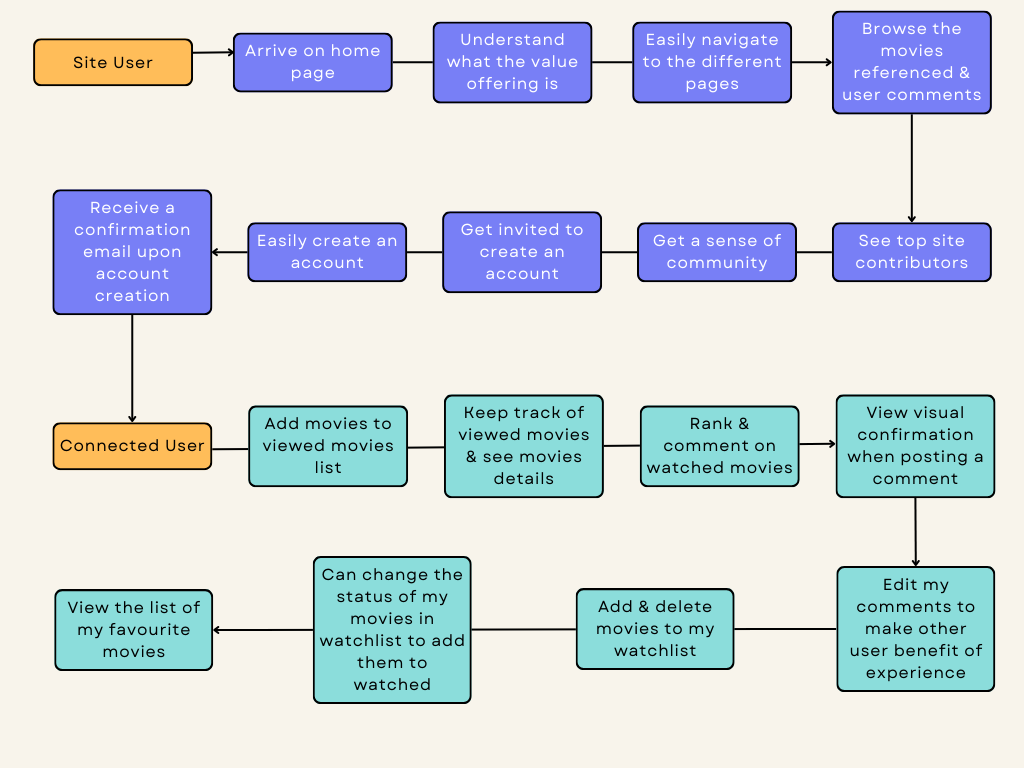 Site User
Arrive on home
page
Understand
what the value
offering is
Easily navigate
to the different
pages
Browse the
movies
referenced &
user comments
See top site
contributors
Get a sense of
community
Get invited to
create an
account
Easily create an
account
Receive a
confirmation
email upon
account
creation
Connected User
Add movies to
viewed movies
list
Keep track of
viewed movies
& see movies
details
Rank &
comment on
watched movies
View visual
confirmation
when posting a
comment
Edit my
comments to
make other
user benefit of
experience
Add & delete
movies to my
watchlist
Can change the
status of my
movies in
watchlist to add
them to
watched
View the list of
my favourite
movies